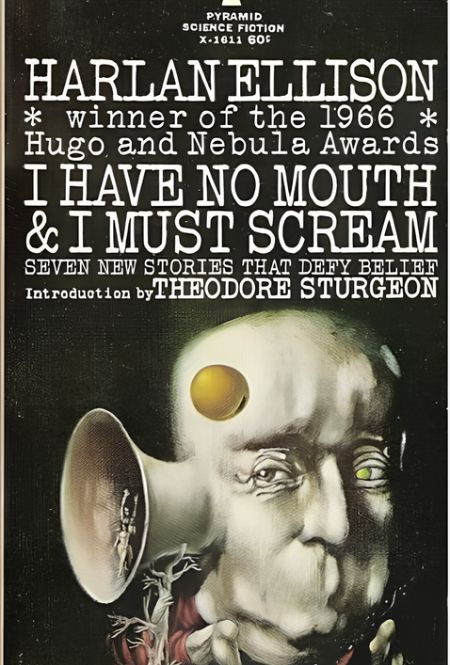 PYRAMID
SCIENCE FICTION
X-1611 60¢
HARLAN ELLISON
* winner of the 1966 *
Hugo and Nebula Awards
I HAVE NO MOUTH
& I MUST SCREAM
SEVEN NEW STORIES THAT DEFY BELIEF
Introduction by THEODORE STURGEON